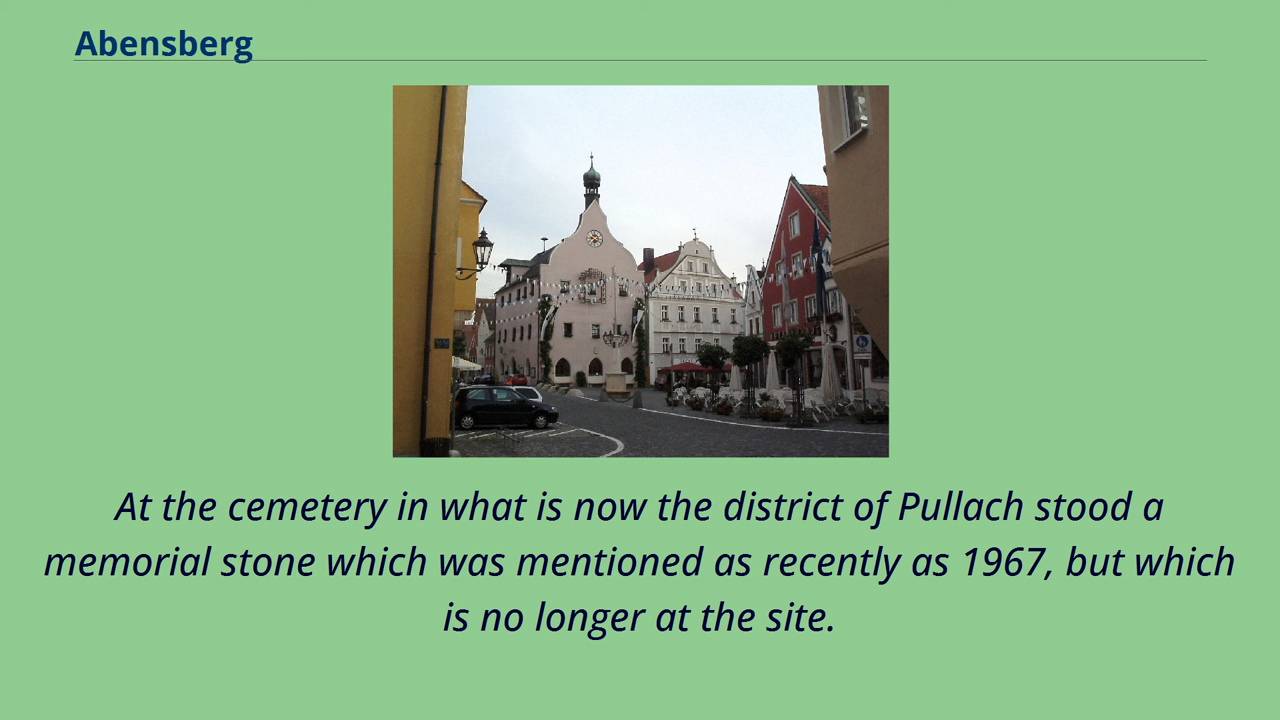 Abensberg
At the cemetery in what is now the district of Pullach stood a
memorial stone which was mentioned as recently as 1967, but which
is no longer at the site.